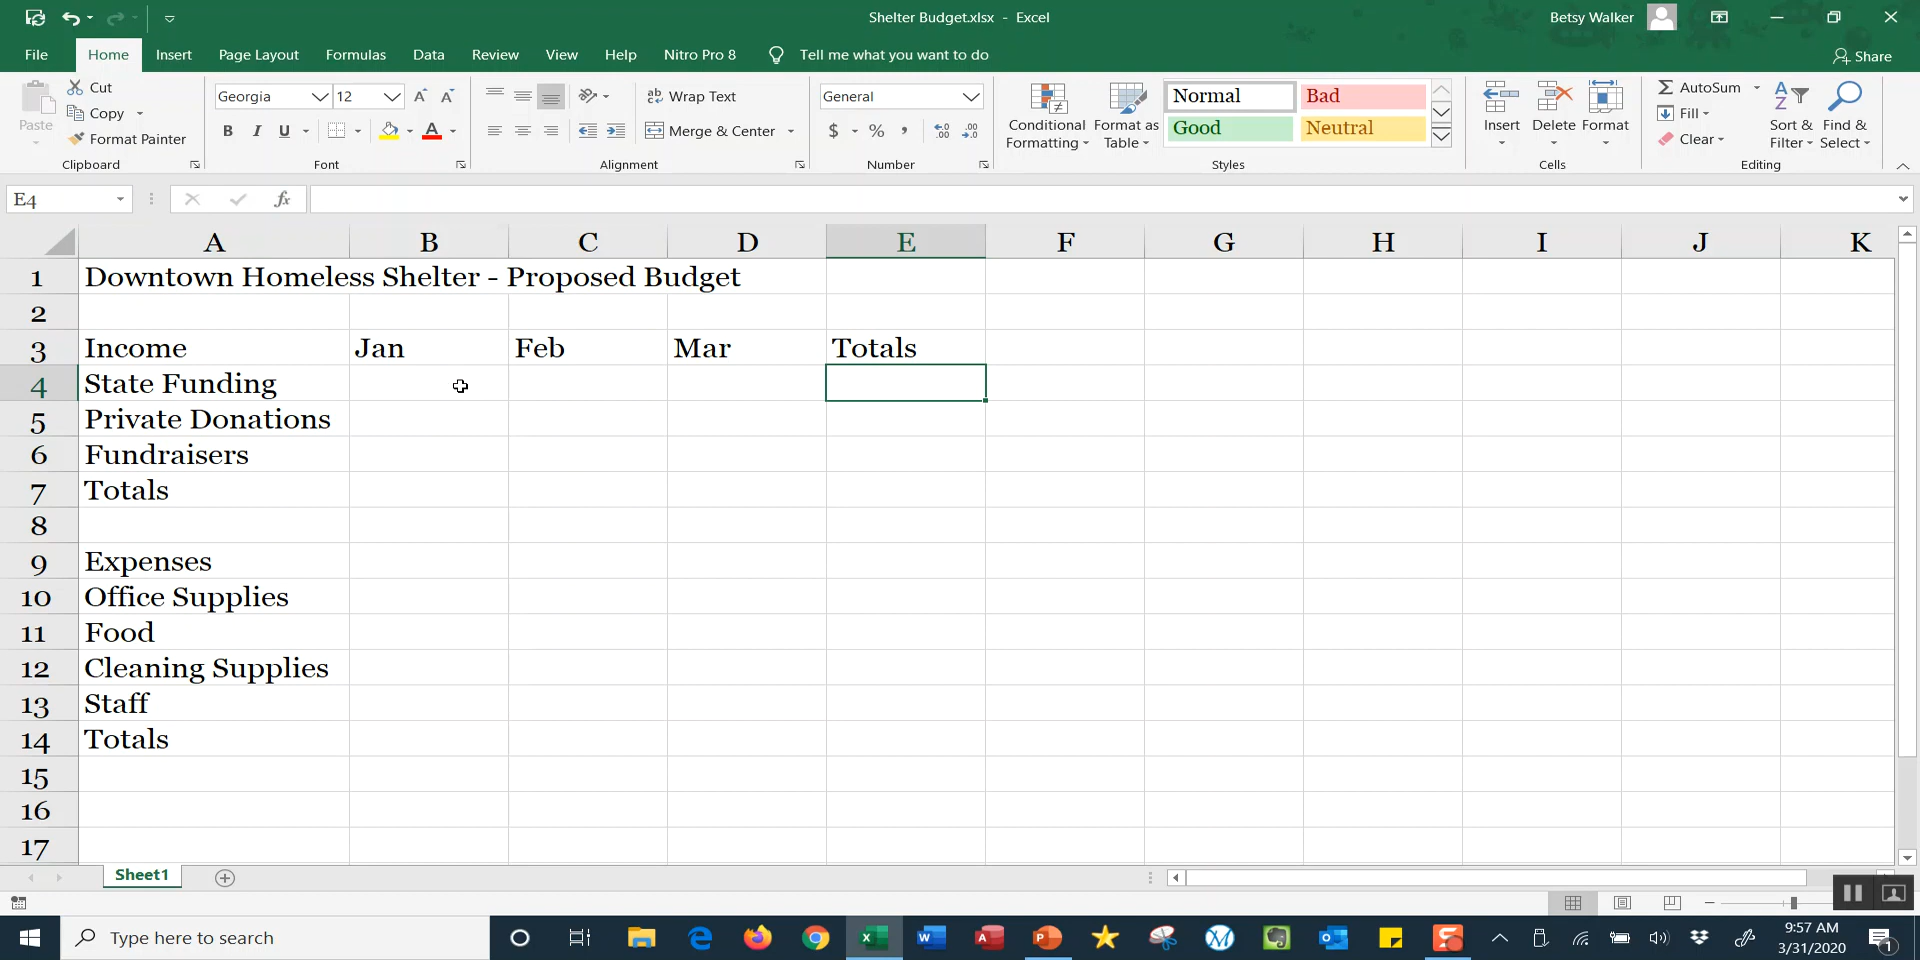 Shelter Budget.xlsx - Excel
Betsy Walker
File Home Insert Page Layout Formulas Data Review View Help Nitro Pro 8 Tell me what you want to do
Share
Paste
Cut
Copy
Format Painter
Clipboard
Georgia 12
B I U
Font
Wrap Text
Merge & Center
Alignment
General
$ % ,
Number
Conditional Formatting
Format as Table
Normal Bad
Good Neutral
Styles
Insert Delete Format
Cells
AutoSum
Fill
Clear
Sort & Filter
Find & Select
Editing
E4
fx
A B C D E F G H I J K
1 Downtown Homeless Shelter - Proposed Budget
2
3 Income Jan Feb Mar Totals
4 State Funding
5 Private Donations
6 Fundraisers
7 Totals
8
9 Expenses
10 Office Supplies
11 Food
12 Cleaning Supplies
13 Staff
14 Totals
15
16
17
Sheet1
Type here to search
9:57 AM
3/31/2020
1